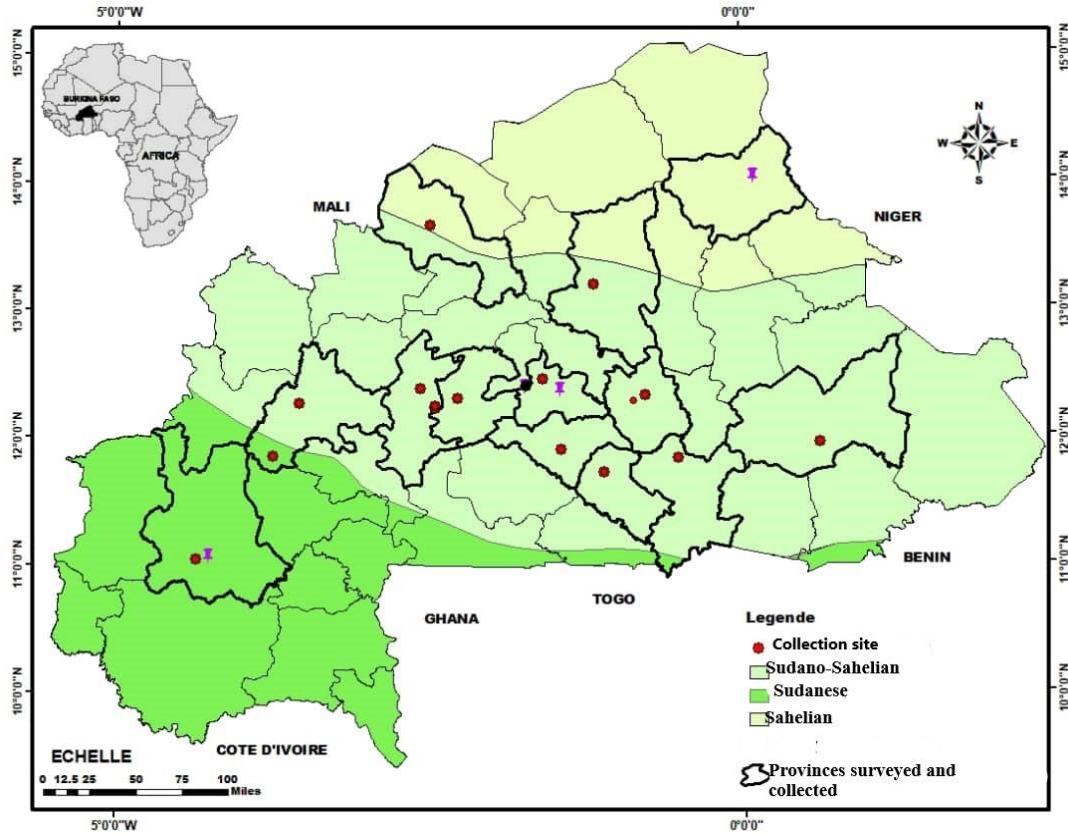 5°0'0"W
0°0'0"
15°0'0"N
15°0'0"N
BURKINA FASO
AFRICA
N
W
E
S
14°0'0"N
14°0'0"N
MALI
NIGER
13°0'0"N
13°0'0"N
12°0'0"N
12°0'0"N
11°0'0"N
11°0'0"N
BENIN
TOGO
GHANA
Legende
Collection site
Sudano-Sahelian
Sudanese
Sahelian
10°0'0"N
10°0'0"N
COTE D'IVOIRE
ECHELLE
0 12.5 25 50 75 100
Miles
Provinces surveyed and
collected
5°0'0"W
0°0'0"